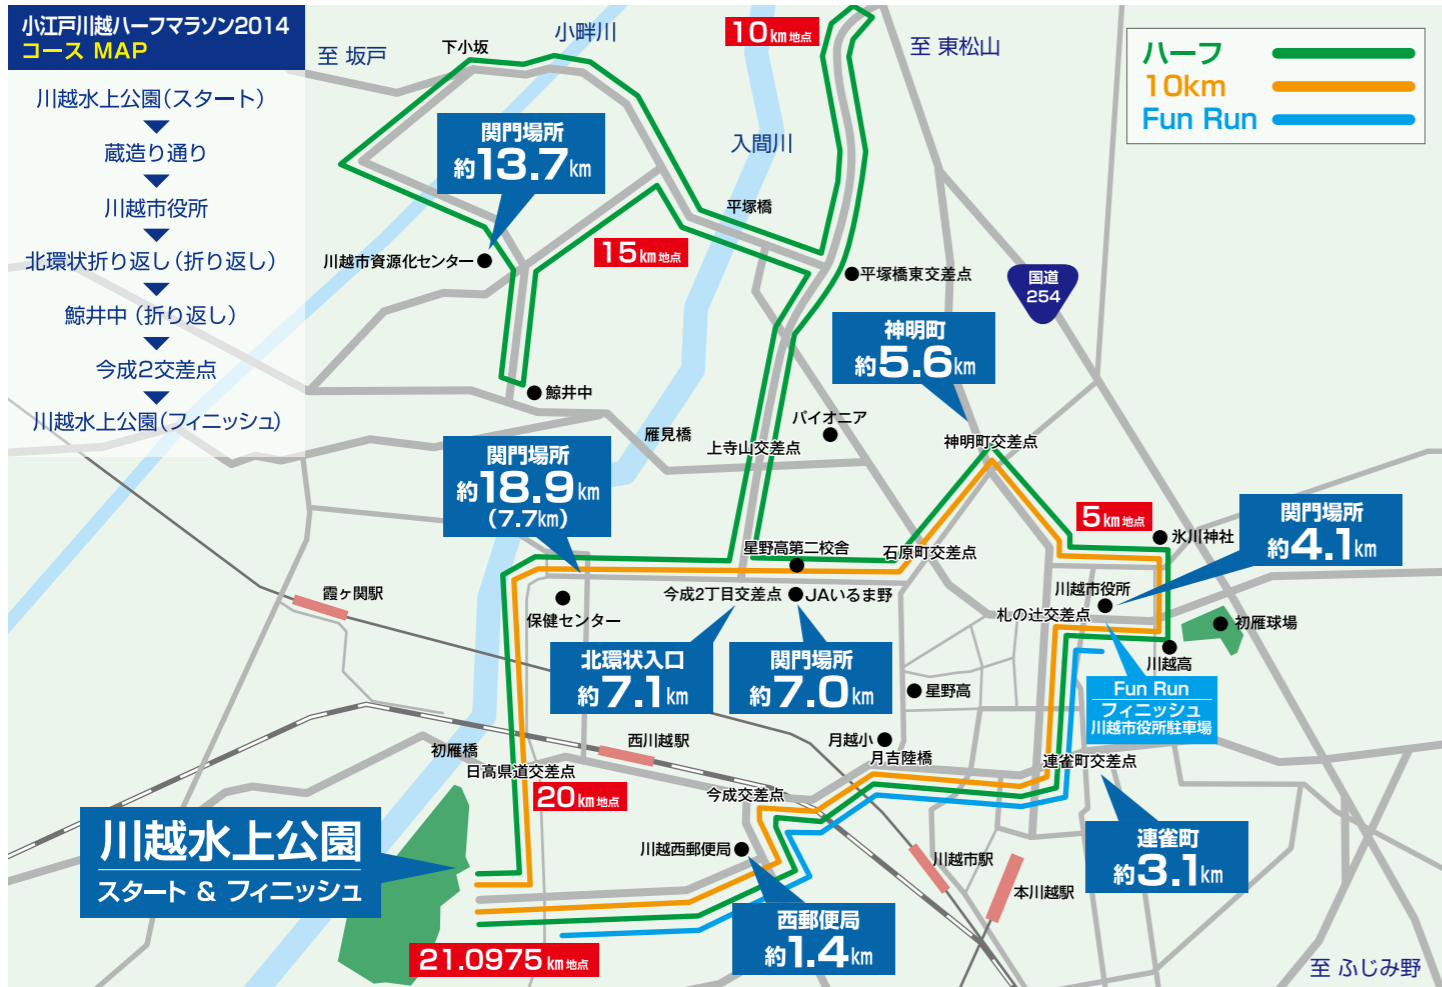 小江戸川越ハーフマラソン2014
コース MAP
川越水上公園(スタート)
蔵造り通り
川越市役所
北環状折り返し(折り返し)
鯨井中 (折り返し)
今成2交差点
川越水上公園(フィニッシュ)
ハーフ
10km
Fun Run
至 坂戸
下小坂
小畔川
10km地点
至 東松山
入間川
関門場所
約13.7km
平塚橋
川越市資源化センター
15km地点
平塚橋東交差点
国道
254
神明町
約5.6km
鯨井中
雁見橋
パイオニア
上寺山交差点
神明町交差点
関門場所
約18.9km
(7.7km)
5km地点
氷川神社
関門場所
約4.1km
星野高第二校舎
石原町交差点
霞ヶ関駅
保健センター
今成2丁目交差点
JAいるま野
川越市役所
札の辻交差点
初雁球場
川越高
北環状入口
約7.1km
関門場所
約7.0km
星野高
Fun Run
フィニッシュ
川越市役所駐車場
初雁橋
西川越駅
月越小
月吉陸橋
連雀町交差点
日高県道交差点
20km地点
今成交差点
川越水上公園
スタート & フィニッシュ
川越西郵便局
川越市駅
本川越駅
連雀町
約3.1km
西郵便局
約1.4km
21.0975km地点
至 ふじみ野